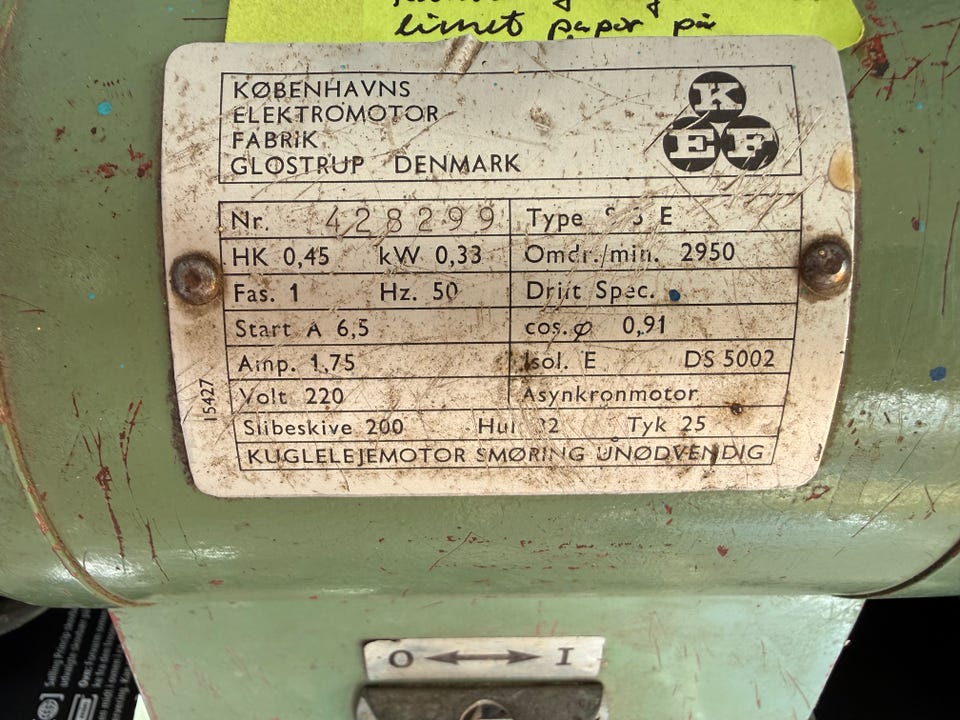 limet papir på
KØBENHAVNS
ELEKTROMOTOR
FABRIK
GLOSTRUP DENMARK
K
E F
Nr. 428299 Type E
HK 0,45 kW 0,33 Omdr./min. 2950
Fas. 1 Hz. 50 Drift Spec.
Start A 6,5 cos. φ 0,91
Amp. 1,75 Isol. E DS 5002
Volt 220 Asynkronmotor
15427
Slibeskive 200 Tyk 25
KUGLELEJEMOTOR SMØRING UNØDVENDIG
O I